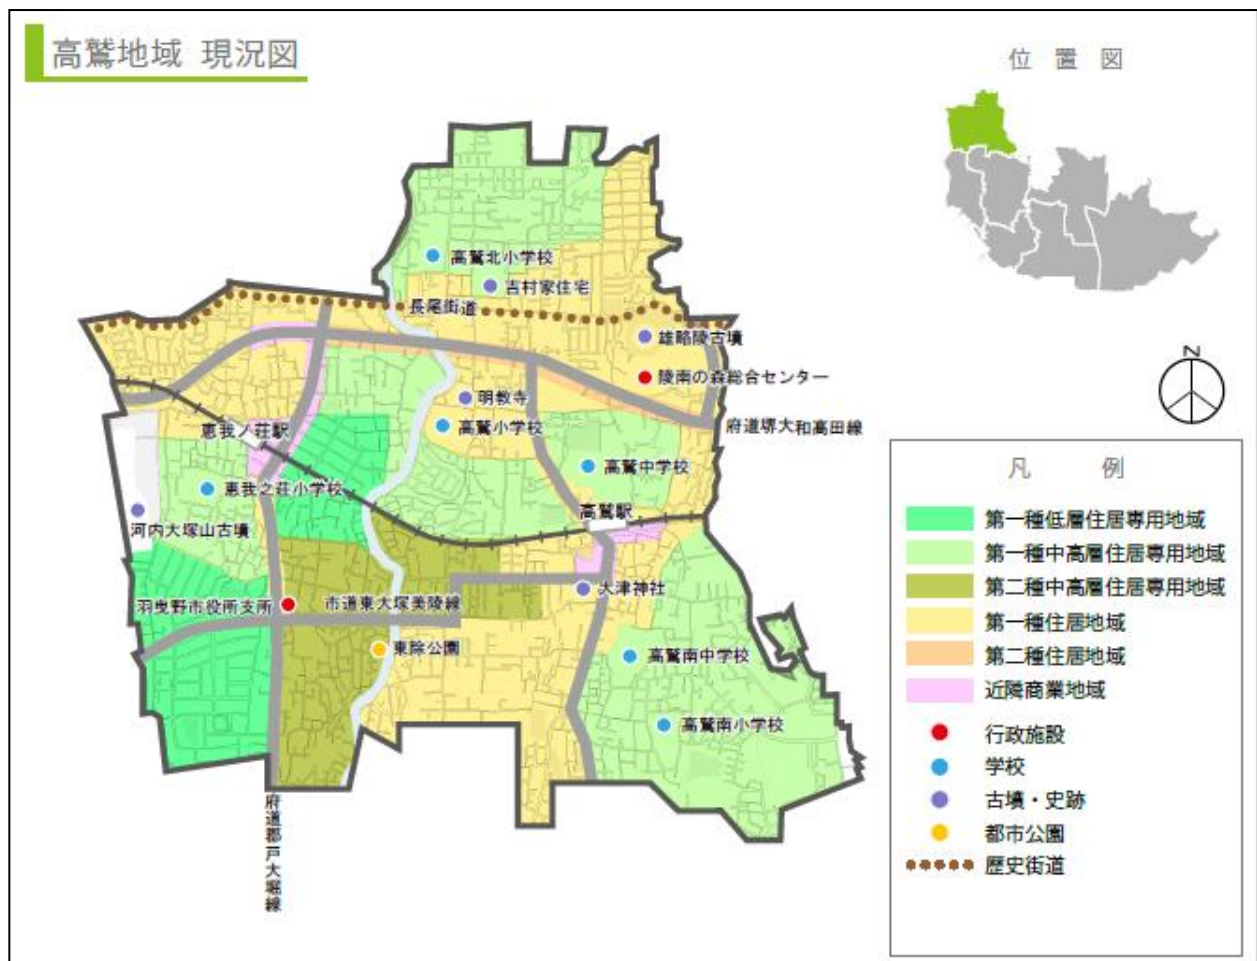 高鷲地域 現況図
位置図
高鷲北小学校
吉村家住宅
長尾街道
雄略陵古墳
陵南の森総合センター
明教寺
高鷲小学校
府道堺大和高田線
恵我ノ荘駅
高鷲中学校
恵我之荘小学校
高鷲駅
河内大塚山古墳
大津神社
羽曳野市役所支所
市道東大塚美陵線
東除公園
高鷲南中学校
高鷲南小学校
府道郡戸大堀線
N
凡例
第一種低層住居専用地域
第一種中高層住居専用地域
第二種中高層住居専用地域
第一種住居地域
第二種住居地域
近隣商業地域
行政施設
学校
古墳・史跡
都市公園
歴史街道